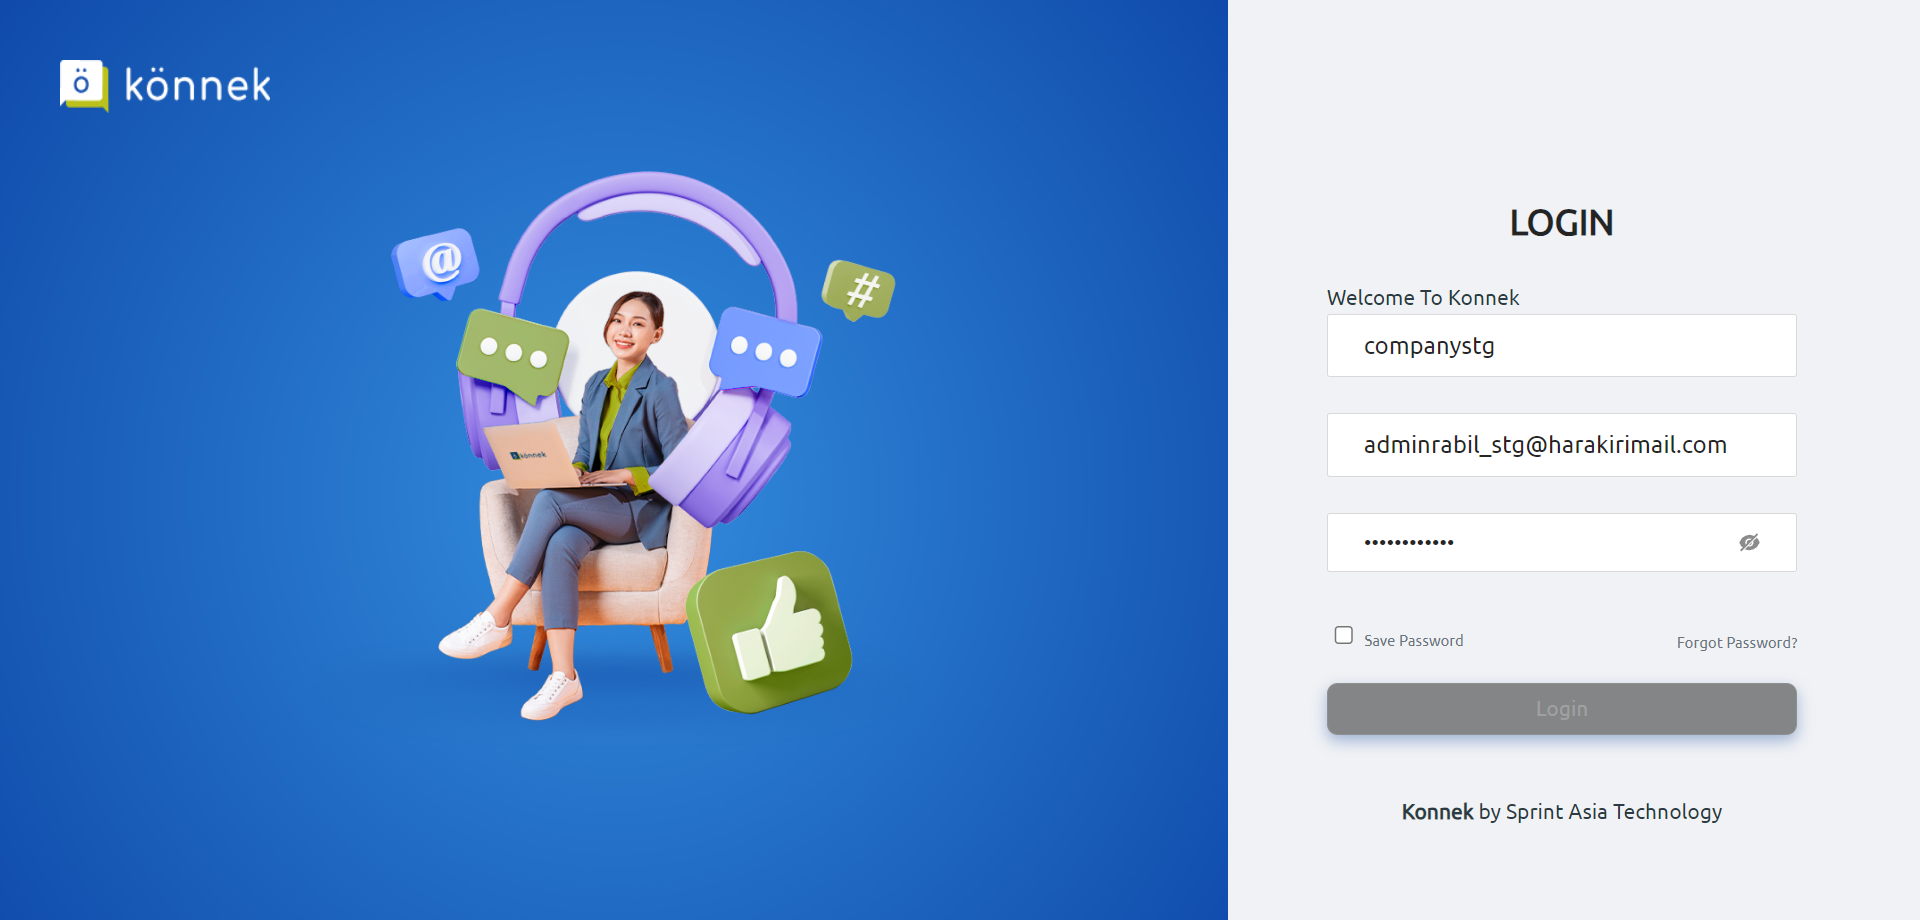 ö könnek
@
#
ö könnek
LOGIN
Welcome To Konnek
companystg
adminrabil_stg@harakirimail.com
••••••••••••
Save Password
Forgot Password?
Login
Konnek by Sprint Asia Technology